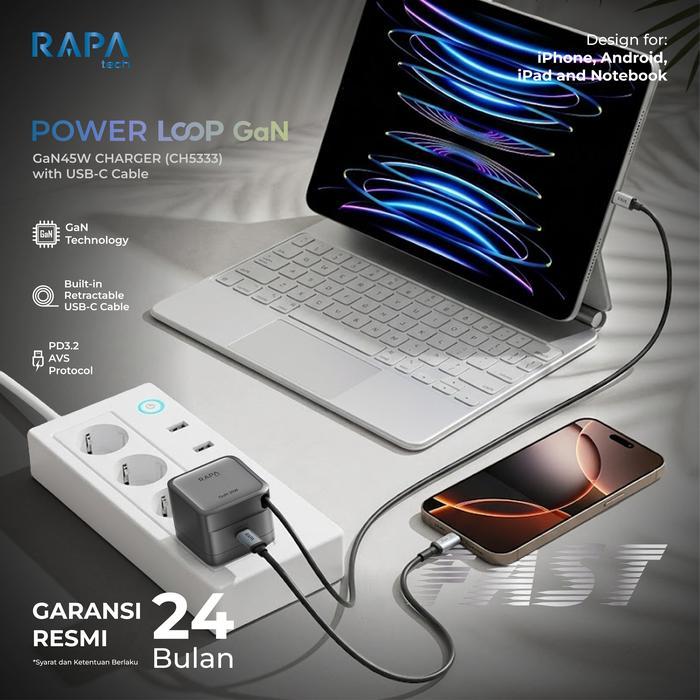 RAPA
tech
Design for:
iPhone, Android,
iPad and Notebook
POWER LOOP GaN
GaN45W CHARGER (CH5333)
with USB-C Cable
GaN
GaN
Technology
Built-in
Retractable
USB-C Cable
PD3.2
AVS
Protocol
RAPA
FAST
GARANSI
RESMI
24
Bulan
*Syarat dan Ketentuan Berlaku